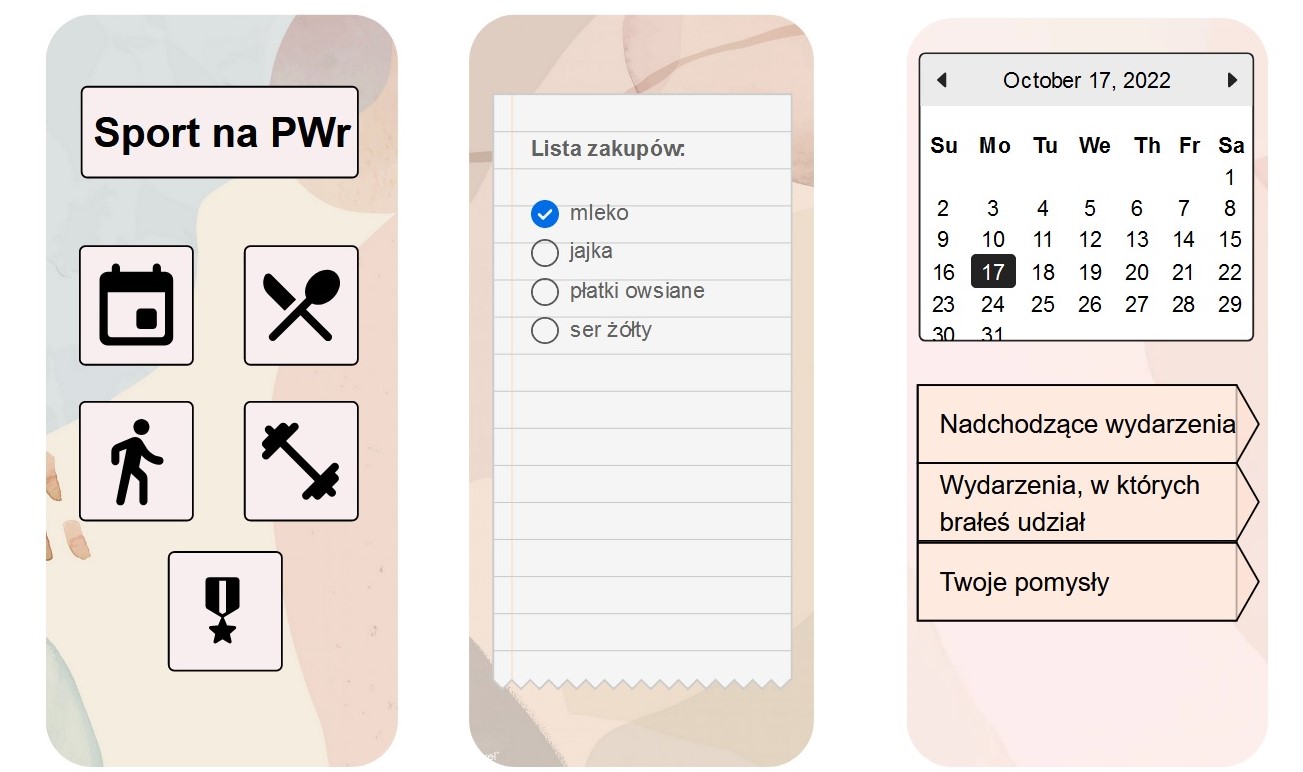 Sport na PWr
Lista zakupów:
mleko
jajka
płatki owsiane
ser żółty
October 17, 2022
Su Mo Tu We Th Fr Sa
1
2 3 4 5 6 7 8
9 10 11 12 13 14 15
16 17 18 19 20 21 22
23 24 25 26 27 28 29
30 31
Nadchodzące wydarzenia
Wydarzenia, w których
brałeś udział
Twoje pomysły